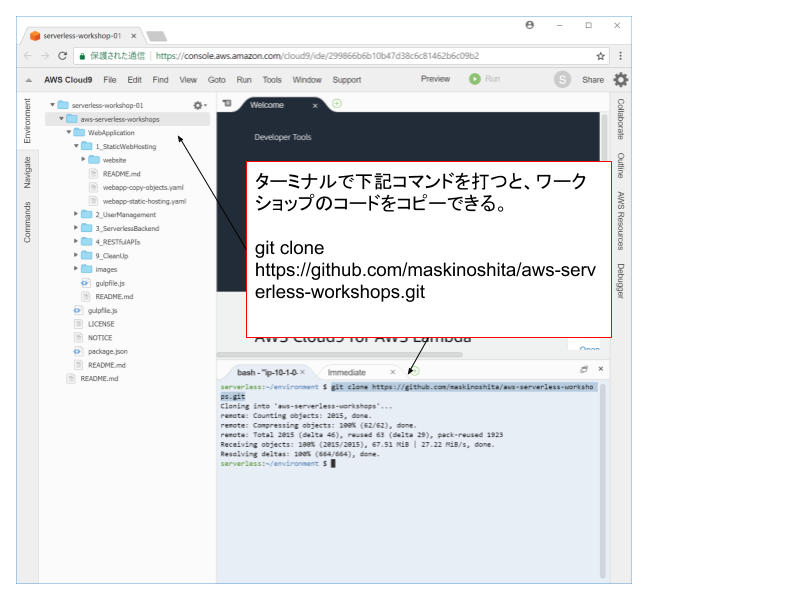 serverless-workshop-01
保護された通信
https://console.aws.amazon.com/cloud9/ide/299866b6b10b47d38c6c81462b6c09b2
AWS Cloud9 File Edit Find View Goto Run Tools Window Support Preview Run S Share
Environment
Navigate
Commands
serverless-workshop-01
aws-serverless-workshops
WebApplication
1_StaticWebHosting
website
README.md
webapp-copy-objects.yaml
webapp-static-hosting.yaml
2_UserManagement
3_ServerlessBackend
4_RESTfulAPIs
9_CleanUp
images
gulpfile.js
README.md
gulpfile.js
LICENSE
NOTICE
package.json
README.md
README.md
Welcome
Developer Tools
ターミナルで下記コマンドを打つと、ワーク
ショップのコードをコピーできる。
git clone
https://github.com/maskinoshita/aws-serv
erless-workshops.git
AWS Cloud9 for AWS Lambda
Open
Collaborate
Outline
AWS Resources
Debugger
bash - "ip-10-1-0-
Immediate
serverless:~/environment $ git clone https://github.com/maskinoshita/aws-serverless-worksho
ps.git
Cloning into 'aws-serverless-workshops'...
remote: Counting objects: 2015, done.
remote: Compressing objects: 100% (62/62), done.
remote: Total 2015 (delta 46), reused 63 (delta 29), pack-reused 1923
Receiving objects: 100% (2015/2015), 67.51 MiB | 27.22 MiB/s, done.
Resolving deltas: 100% (664/664), done.
serverless:~/environment $